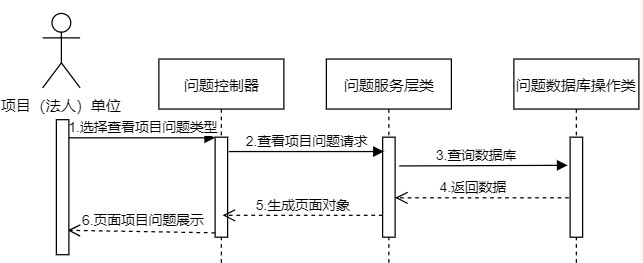 项目（法人）单位
问题控制器
问题服务层类
问题数据库操作类
1.选择查看项目问题类型
2.查看项目问题请求
3.查询数据库
4.返回数据
5.生成页面对象
6.页面项目问题展示